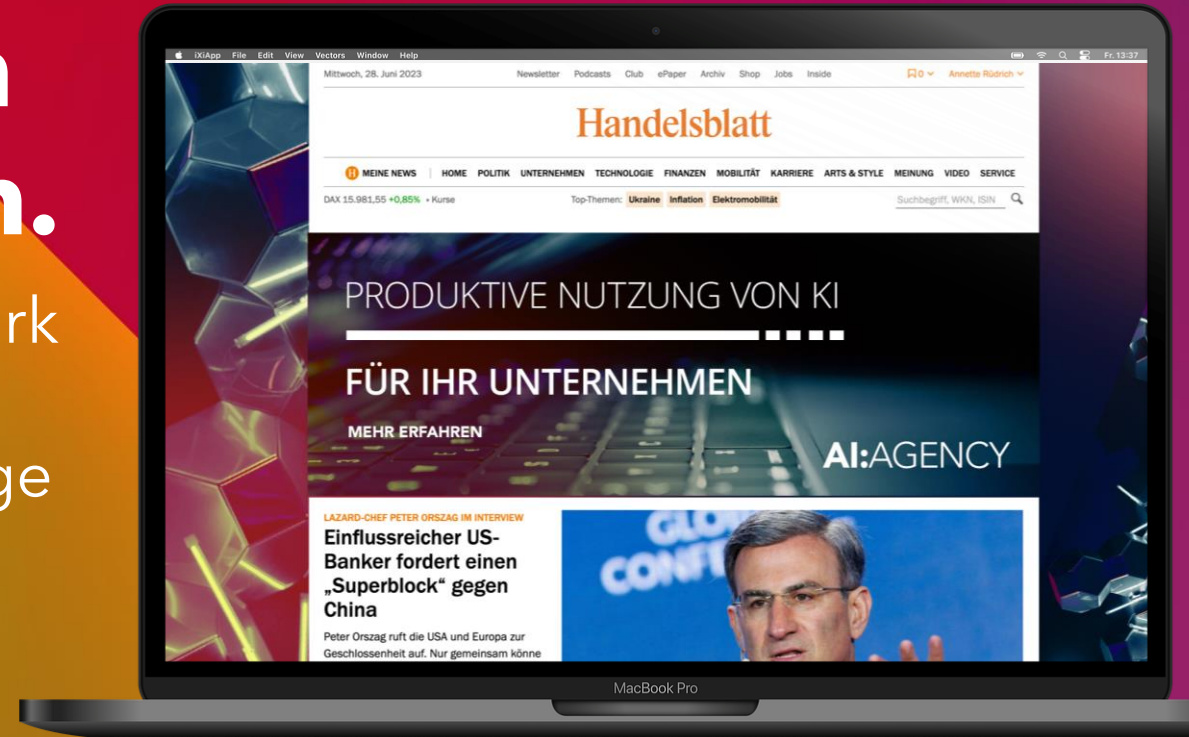 n
n.
rk
ge
iXiApp File Edit View Vectors Window Help Fr. 13:37
Mittwoch, 28. Juni 2023 Newsletter Podcasts Club ePaper Archiv Shop Jobs Inside 0 Annette Rüdrich
Handelsblatt
H MEINE NEWS | HOME POLITIK UNTERNEHMEN TECHNOLOGIE FINANZEN MOBILITÄT KARRIERE ARTS & STYLE MEINUNG VIDEO SERVICE
DAX 15.981,55 +0,85% • Kurse Top-Themen: Ukraine Inflation Elektromobilität Suchbegriff, WKN, ISIN
PRODUKTIVE NUTZUNG VON KI
FÜR IHR UNTERNEHMEN
MEHR ERFAHREN
AI:AGENCY
LAZARD-CHEF PETER ORSZAG IM INTERVIEW
Einflussreicher US-
Banker fordert einen
„Superblock“ gegen
China
Peter Orszag ruft die USA und Europa zur
Geschlossenheit auf. Nur gemeinsam könne
GLO
CONF
MacBook Pro